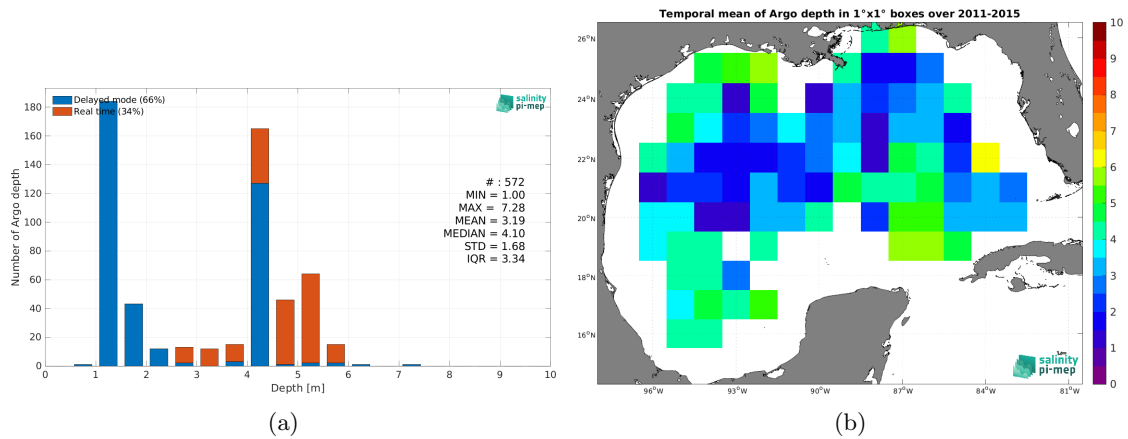 Delayed mode (66%)
Real time (34%)
salinity
pi-mep
Number of Argo depth
180
160
140
120
100
80
60
40
20
0
# : 572
MIN = 1.00
MAX = 7.28
MEAN = 3.19
MEDIAN = 4.10
STD = 1.68
IQR = 3.34
0 1 2 3 4 5 6 7 8 9 10
Depth [m]
(a)
Temporal mean of Argo depth in 1°x1° boxes over 2011-2015
26°N
24°N
22°N
20°N
18°N
16°N
96°W 93°W 90°W 87°W 84°W 81°W
salinity
pi-mep
10
9
8
7
6
5
4
3
2
1
0
(b)